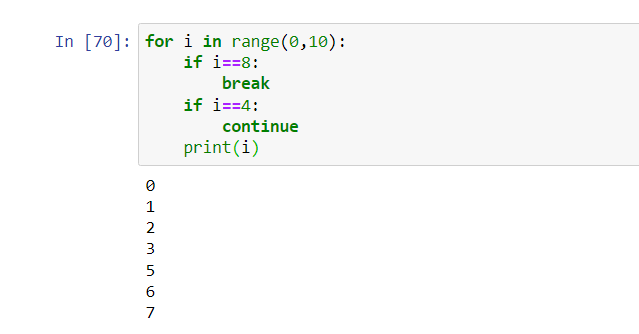 In [70]: for i in range(0,10):
    if i==8:
        break
    if i==4:
        continue
    print(i)
0
1
2
3
5
6
7